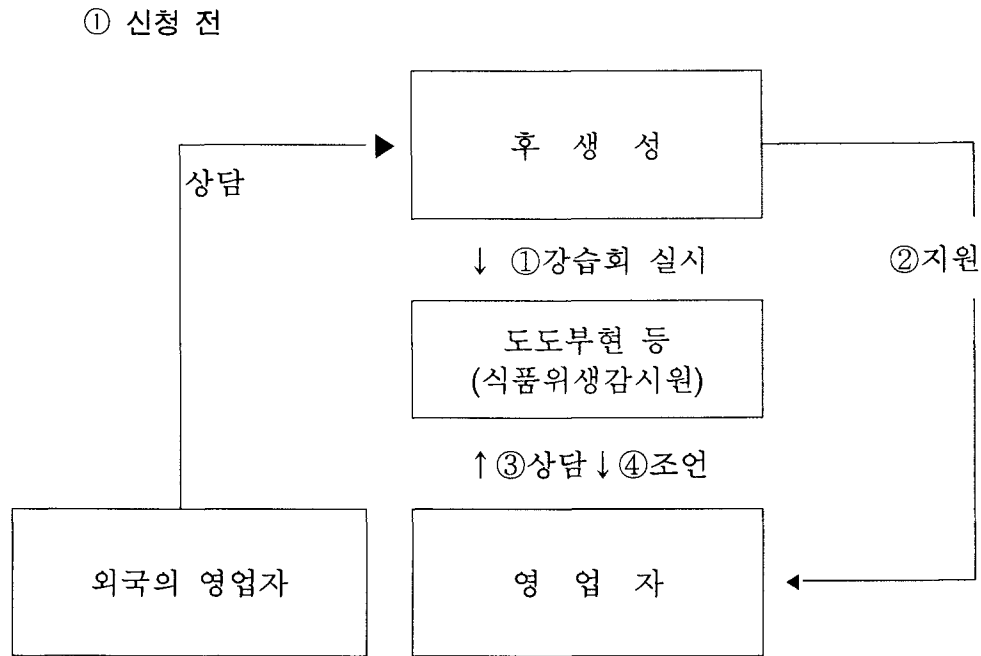 ① 신청 전
후 생 성
상담
↓ ①강습회 실시
②지원
도도부현 등
(식품위생감시원)
↑③상담↓④조언
외국의 영업자
영 업 자